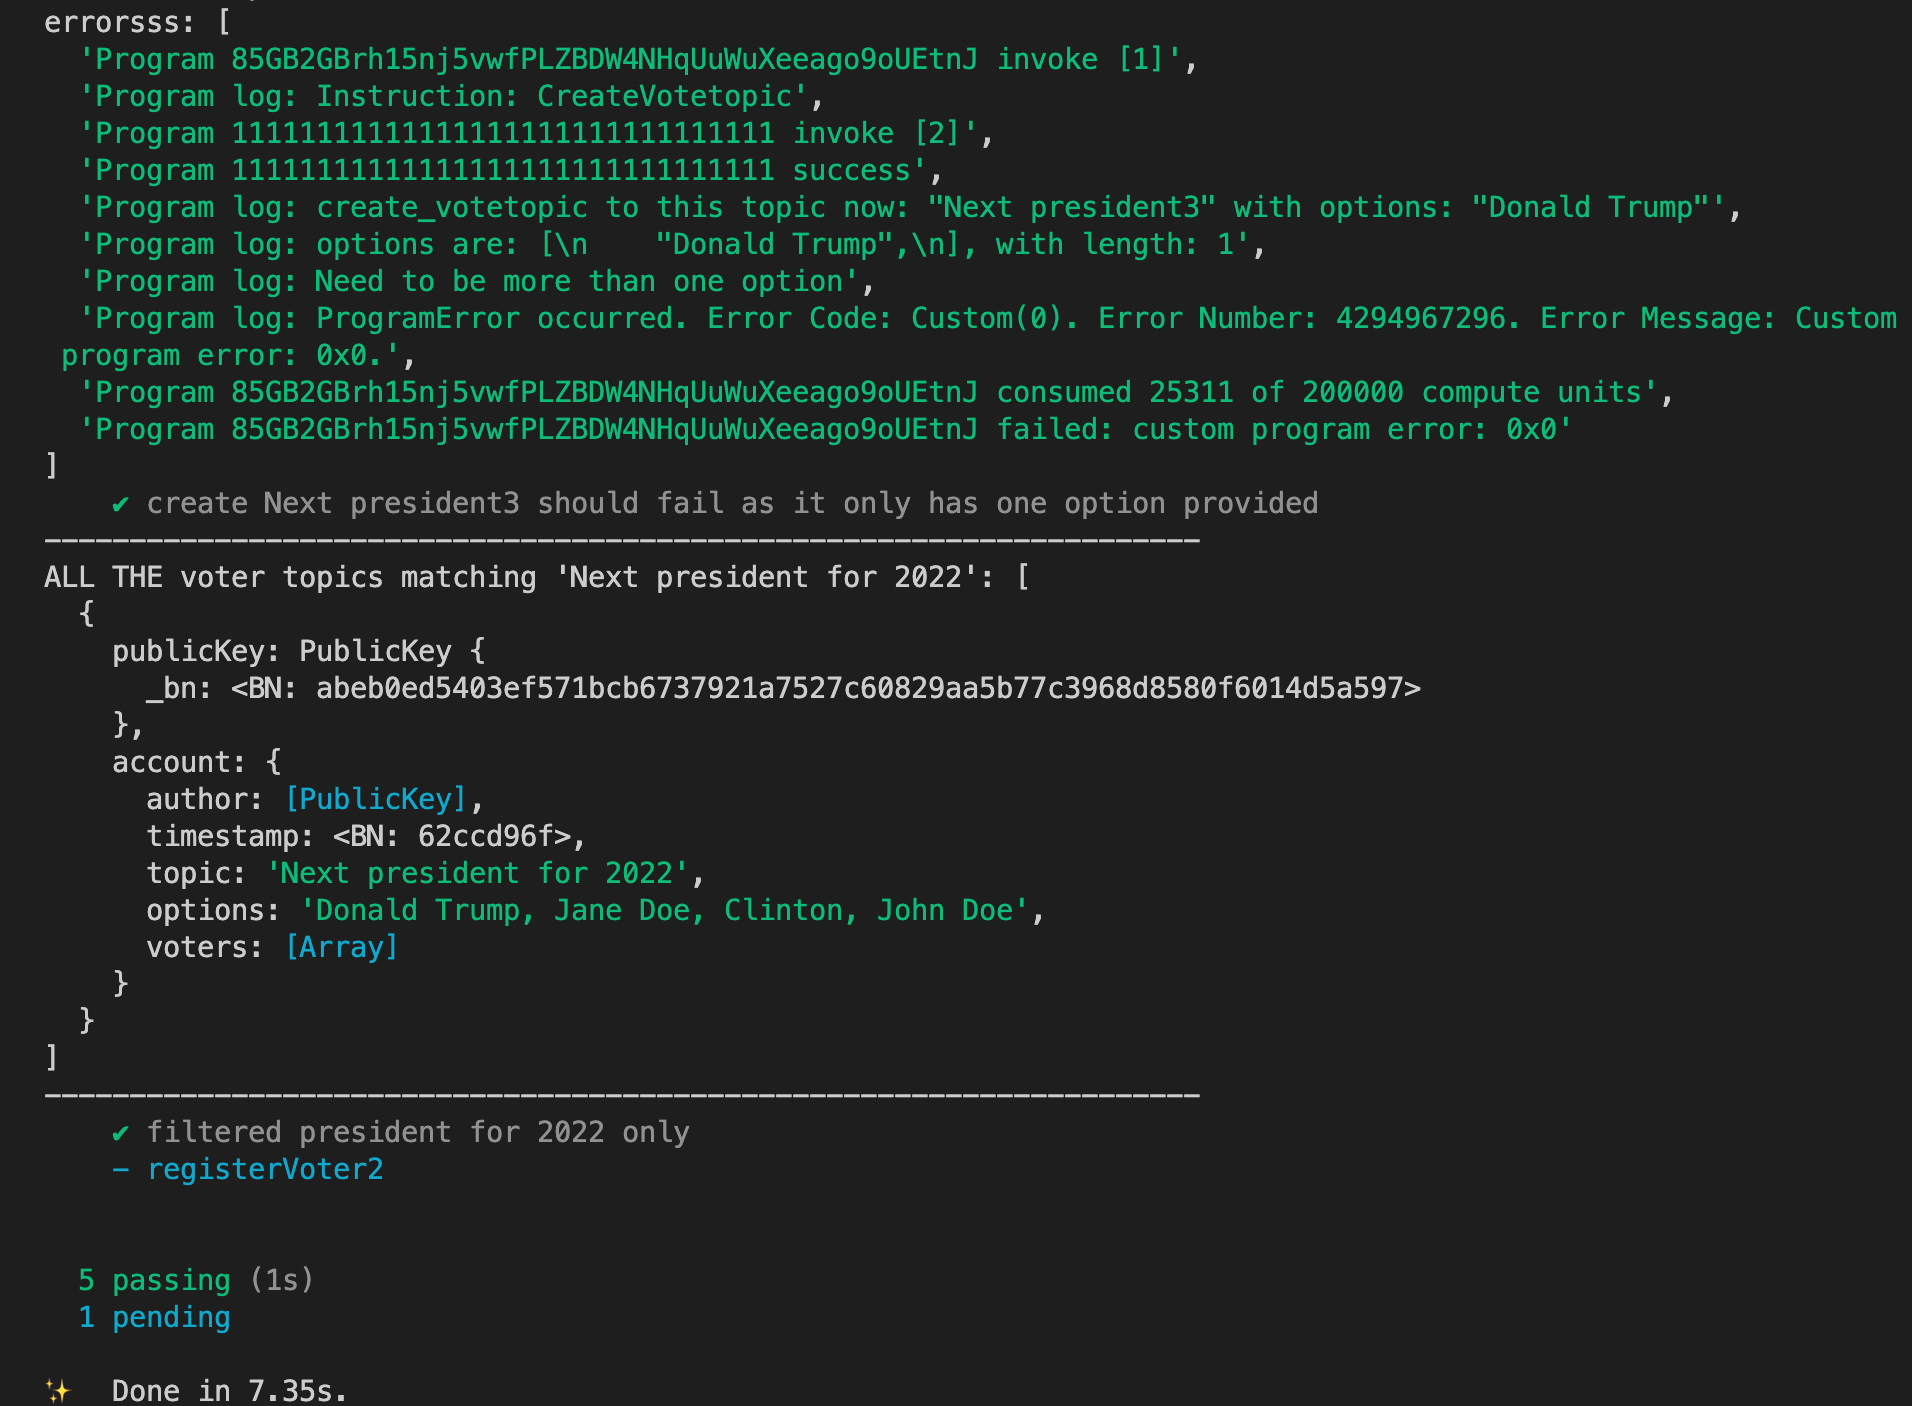 errorsss: [
'Program 85GB2GBrh15nj5vwfPLZBDW4NHqUuWuXeeago9oUEtnJ invoke [1]',
'Program log: Instruction: CreateVotetopic',
'Program 11111111111111111111111111111111 invoke [2]',
'Program 11111111111111111111111111111111 success',
'Program log: create_votetopic to this topic now: "Next president3" with options: "Donald Trump"',
'Program log: options are: [\n    "Donald Trump",\n], with length: 1',
'Program log: Need to be more than one option',
'Program log: ProgramError occurred. Error Code: Custom(0). Error Number: 4294967296. Error Message: Custom
program error: 0x0.',
'Program 85GB2GBrh15nj5vwfPLZBDW4NHqUuWuXeeago9oUEtnJ consumed 25311 of 200000 compute units',
'Program 85GB2GBrh15nj5vwfPLZBDW4NHqUuWuXeeago9oUEtnJ failed: custom program error: 0x0'
]
✔ create Next president3 should fail as it only has one option provided
--------------------------------------------------------------------
ALL THE voter topics matching 'Next president for 2022': [
{
publicKey: PublicKey {
_bn: <BN: abeb0ed5403ef571bcb6737921a7527c60829aa5b77c3968d8580f6014d5a597>
},
account: {
author: [PublicKey],
timestamp: <BN: 62ccd96f>,
topic: 'Next president for 2022',
options: 'Donald Trump, Jane Doe, Clinton, John Doe',
voters: [Array]
}
}
]
--------------------------------------------------------------------
✔ filtered president for 2022 only
- registerVoter2
5 passing (1s)
1 pending
✨ Done in 7.35s.